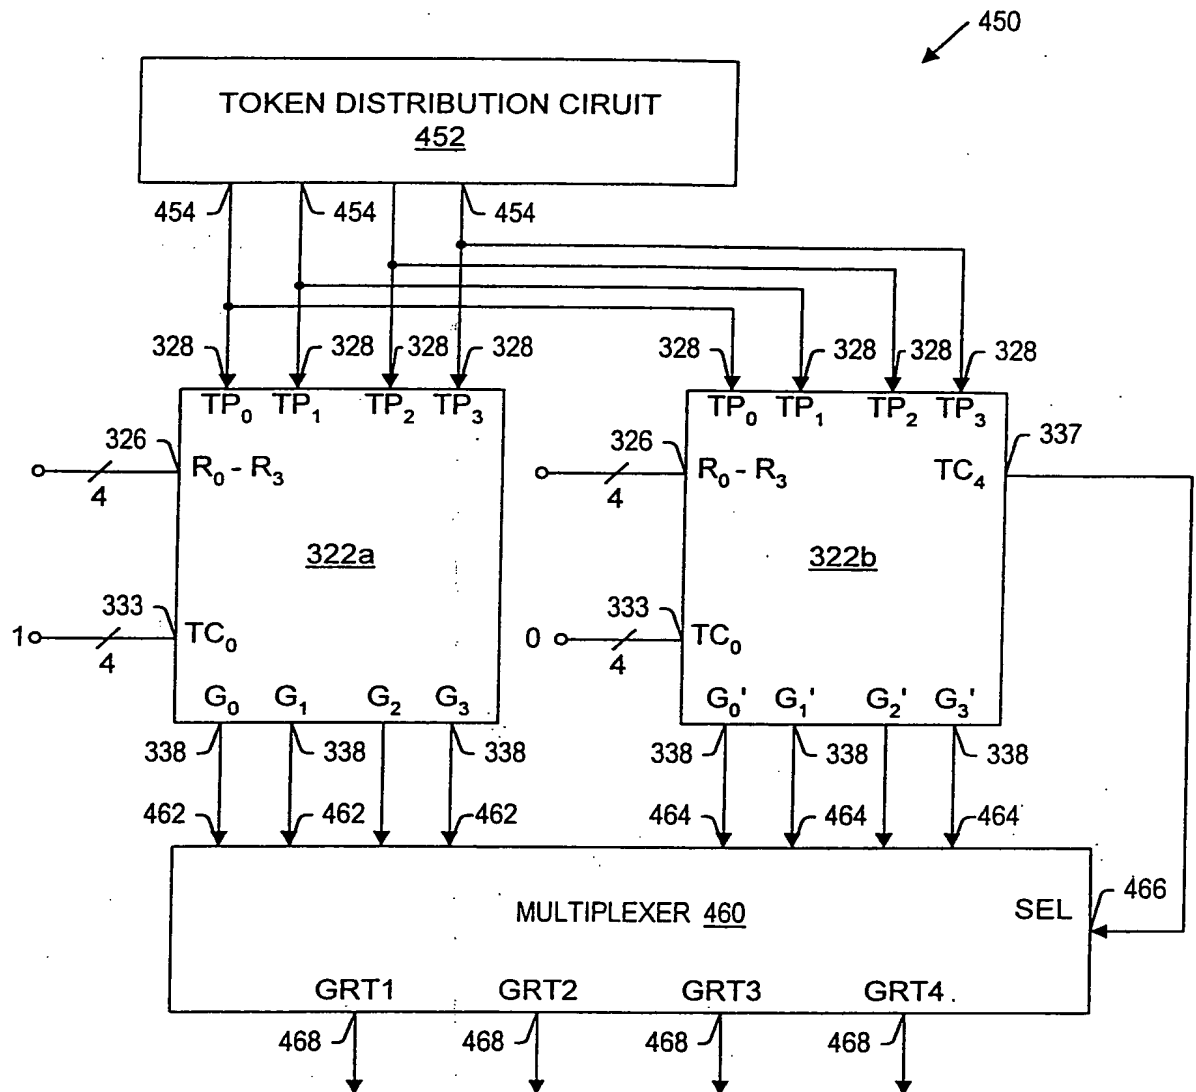 450
TOKEN DISTRIBUTION CIRUIT
452
454 454 454
328 328 328 328 328 328 328 328
TP0 TP1 TP2 TP3 TP0 TP1 TP2 TP3
326 326 337
R0 - R3 R0 - R3 TC4
4 4
322a 322b
333 333
1 TC0 0 TC0
4 4
G0 G1 G2 G3 G0' G1' G2' G3'
338 338 338 338 338 338
462 462 462 464 464 464
466
MULTIPLEXER 460 SEL
GRT1 GRT2 GRT3 GRT4
468 468 468 468